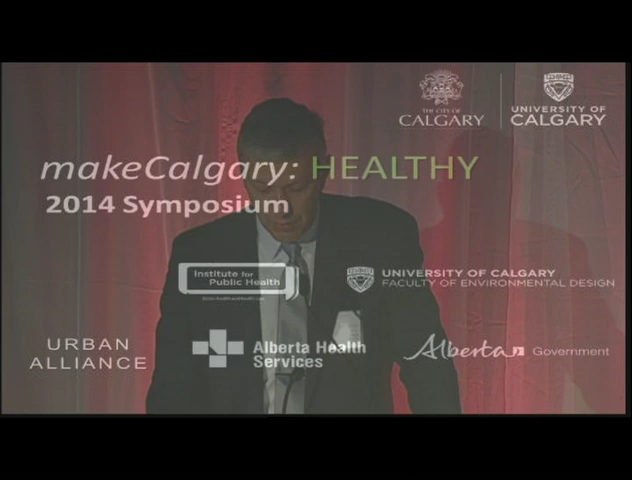 THE CITY OF
CALGARY
UNIVERSITY OF
CALGARY
makeCalgary: HEALTHY
2014 Symposium
Institute for
Public Health
UNIVERSITY OF CALGARY
FACULTY OF ENVIRONMENTAL DESIGN
URBAN
ALLIANCE
Alberta Health
Services
Alberta Government